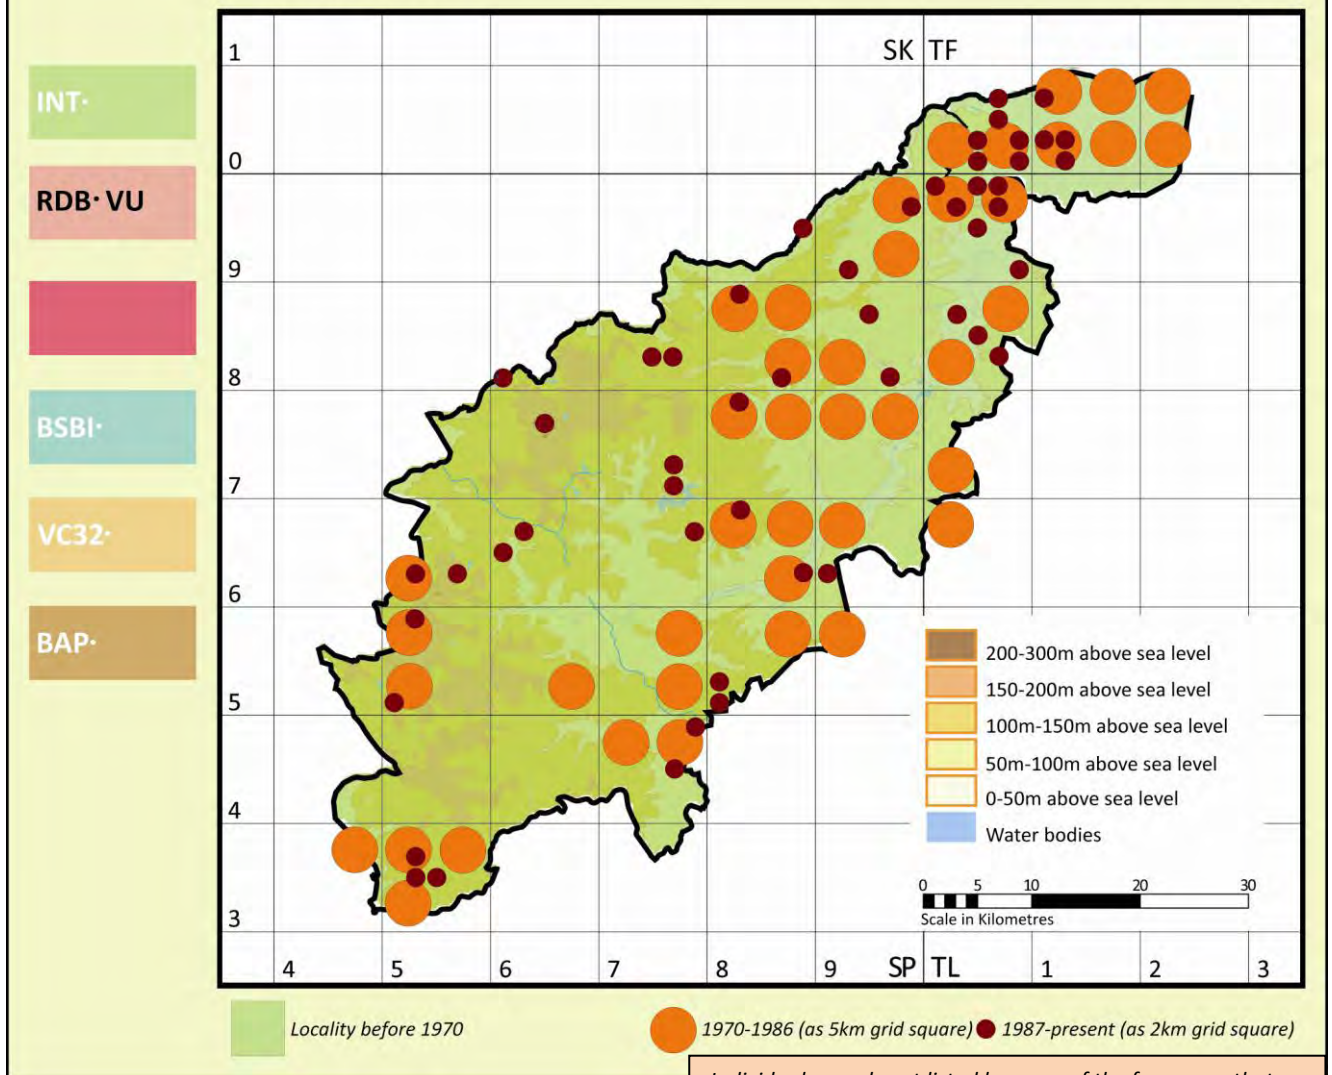 1
SK TF
INT·
0
RDB· VU
9
8
BSBI·
7
VC32·
6
BAP·
200-300m above sea level
150-200m above sea level
5
100m-150m above sea level
50m-100m above sea level
0-50m above sea level
4
Water bodies
0 5 10 20 30
Scale in Kilometres
3
4 5 6 7 8 9 SP TL 1 2 3
Locality before 1970
1970-1986 (as 5km grid square)
1987-present (as 2km grid square)